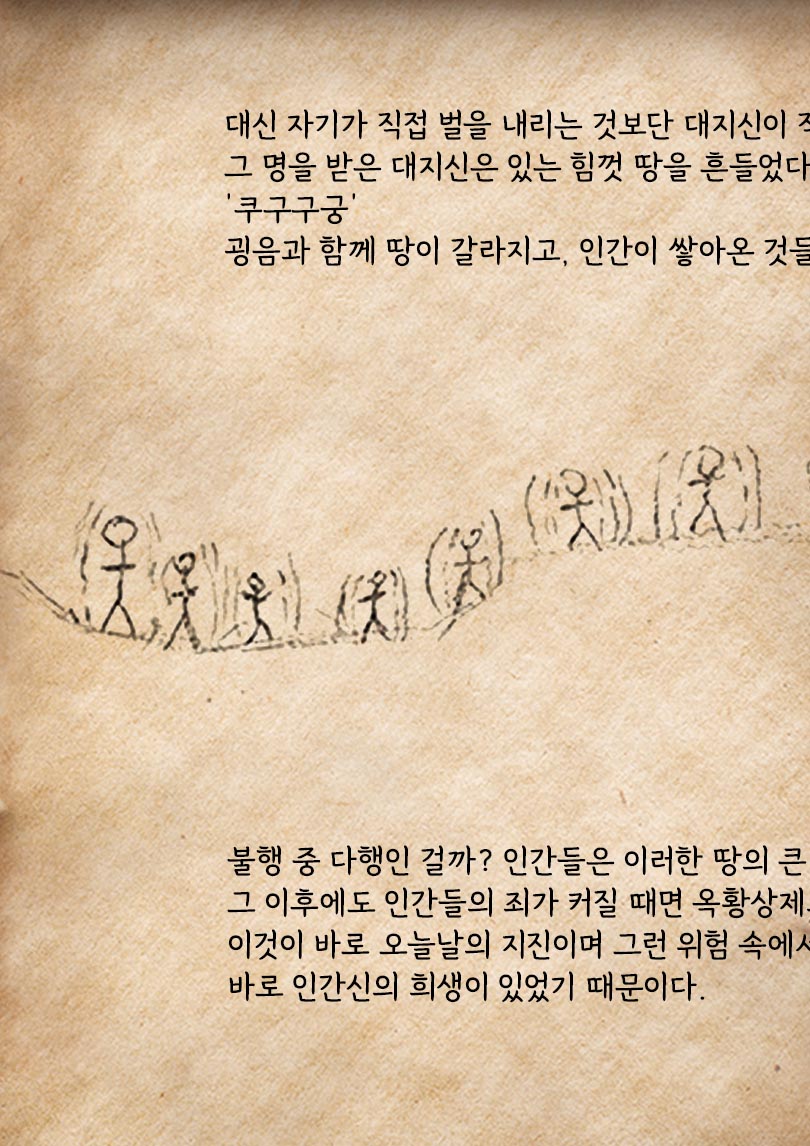 대신 자기가 직접 벌을 내리는 것보단 대지신이
그 명을 받은 대지신은 있는 힘껏 땅을 흔들었다
'쿠구구궁'
굉음과 함께 땅이 갈라지고, 인간이 쌓아온 것들
불행 중 다행인 걸까? 인간들은 이러한 땅의 큰
그 이후에도 인간들의 죄가 커질 때면 옥황상제
이것이 바로 오늘날의 지진이며 그런 위험 속에서
바로 인간신의 희생이 있었기 때문이다.